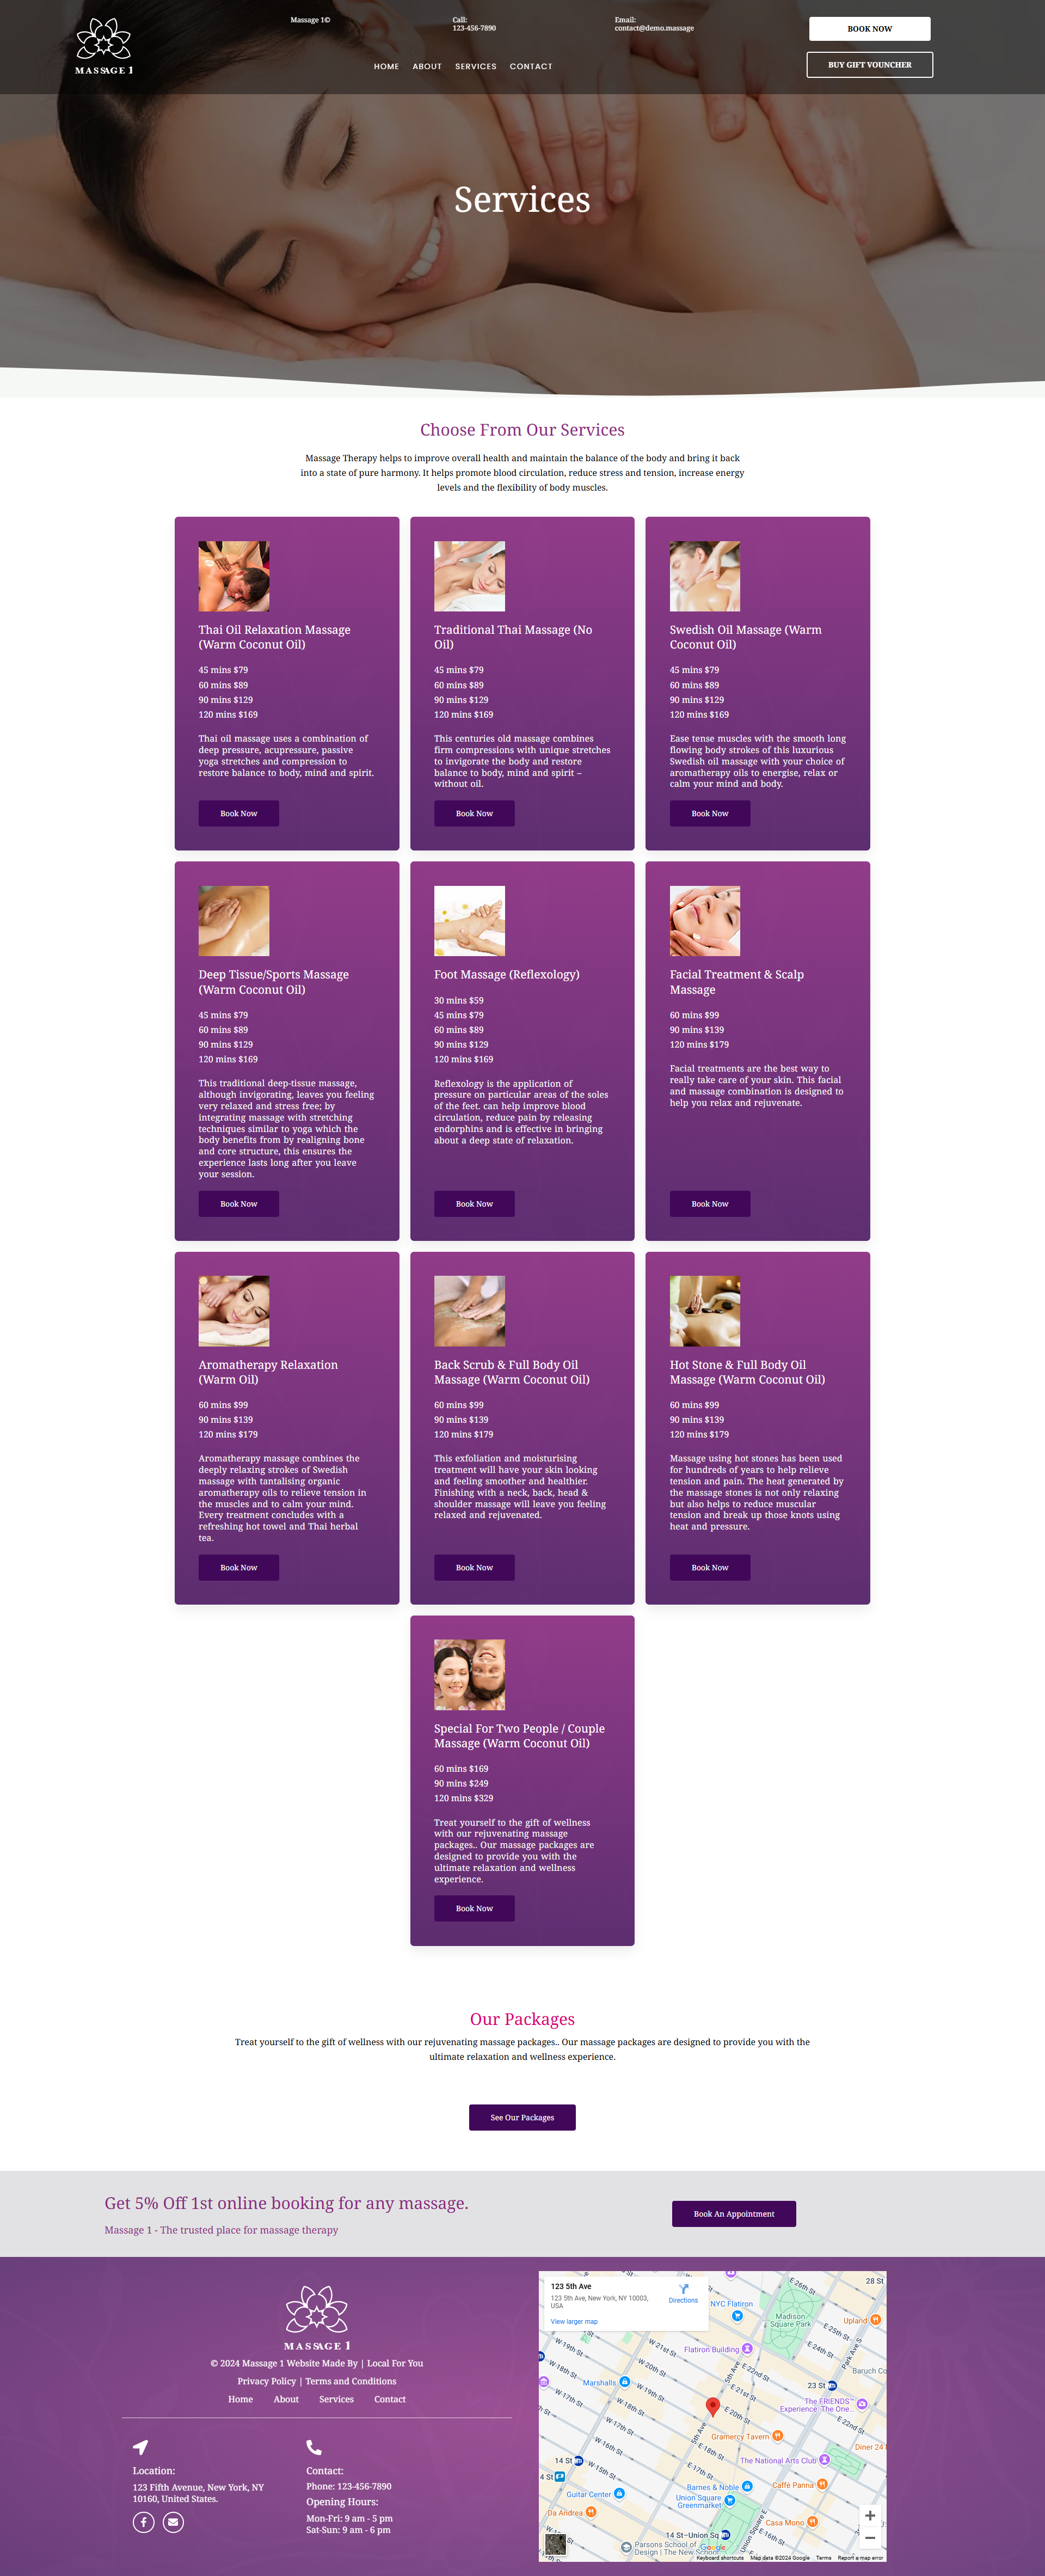 Massage 1©
Call:
123-456-7890
Email:
contact@demo.massage
BOOK NOW
MASSAGE 1
HOME ABOUT SERVICES CONTACT
BUY GIFT VOUNCHER
Services
Choose From Our Services
Massage Therapy helps to improve overall health and maintain the balance of the body and bring it back
into a state of pure harmony. It helps promote blood circulation, reduce stress and tension, increase energy
levels and the flexibility of body muscles.
Thai Oil Relaxation Massage
(Warm Coconut Oil)
45 mins $79
60 mins $89
90 mins $129
120 mins $169
Thai oil massage uses a combination of
deep pressure, acupressure, passive
yoga stretches and compression to
restore balance to body, mind and spirit.
Book Now
Traditional Thai Massage (No
Oil)
45 mins $79
60 mins $89
90 mins $129
120 mins $169
This centuries old massage combines
firm compressions with unique stretches
to invigorate the body and restore
balance to body, mind and spirit –
without oil.
Book Now
Swedish Oil Massage (Warm
Coconut Oil)
45 mins $79
60 mins $89
90 mins $129
120 mins $169
Ease tense muscles with the smooth long
flowing body strokes of this luxurious
Swedish oil massage with your choice of
aromatherapy oils to energise, relax or
calm your mind and body.
Book Now
Deep Tissue/Sports Massage
(Warm Coconut Oil)
45 mins $79
60 mins $89
90 mins $129
120 mins $169
This traditional deep-tissue massage,
although invigorating, leaves you feeling
very relaxed and stress free; by
integrating massage with stretching
techniques similar to yoga which the
body benefits from by realigning bone
and core structure, this ensures the
experience lasts long after you leave
your session.
Book Now
Foot Massage (Reflexology)
30 mins $59
45 mins $79
60 mins $89
90 mins $129
120 mins $169
Reflexology is the application of
pressure on particular areas of the soles
of the feet. can help improve blood
circulation, reduce pain by releasing
endorphins and is effective in bringing
about a deep state of relaxation.
Book Now
Facial Treatment & Scalp
Massage
60 mins $99
90 mins $139
120 mins $179
Facial treatments are the best way to
really take care of your skin. This facial
and massage combination is designed to
help you relax and rejuvenate.
Book Now
Aromatherapy Relaxation
(Warm Oil)
60 mins $99
90 mins $139
120 mins $179
Aromatherapy massage combines the
deeply relaxing strokes of Swedish
massage with tantalising organic
aromatherapy oils to relieve tension in
the muscles and to calm your mind.
Every treatment concludes with a
refreshing hot towel and Thai herbal
tea.
Book Now
Back Scrub & Full Body Oil
Massage (Warm Coconut Oil)
60 mins $99
90 mins $139
120 mins $179
This exfoliation and moisturising
treatment will have your skin looking
and feeling smoother and healthier.
Finishing with a neck, back, head &
shoulder massage will leave you feeling
relaxed and rejuvenated.
Book Now
Hot Stone & Full Body Oil
Massage (Warm Coconut Oil)
60 mins $99
90 mins $139
120 mins $179
Massage using hot stones has been used
for hundreds of years to help relieve
tension and pain. The heat generated by
the massage stones is not only relaxing
but also helps to reduce muscular
tension and break up those knots using
heat and pressure.
Book Now
Special For Two People / Couple
Massage (Warm Coconut Oil)
60 mins $169
90 mins $249
120 mins $329
Treat yourself to the gift of wellness
with our rejuvenating massage
packages.. Our massage packages are
designed to provide you with the
ultimate relaxation and wellness
experience.
Book Now
Our Packages
Treat yourself to the gift of wellness with our rejuvenating massage packages.. Our massage packages are designed to provide you with the
ultimate relaxation and wellness experience.
See Our Packages
Get 5% Off 1st online booking for any massage.
Massage 1 - The trusted place for massage therapy
Book An Appointment
MASSAGE 1
© 2024 Massage 1 Website Made By | Local For You
Privacy Policy | Terms and Conditions
Home About Services Contact
Location:
123 Fifth Avenue, New York, NY
10160, United States.
Contact:
Phone: 123-456-7890
Opening Hours:
Mon-Fri: 9 am - 5 pm
Sat-Sun: 9 am - 6 pm
123 5th Ave
123 5th Ave, New York, NY 10003,
USA
Directions
View larger map
28 St
E 26th St
NYC Flatiron
Madison
Square Park
Upland
E 25th St
Park Ave S
W 21st St
Flatiron Building
E 24th St
W 19th St
W 20th St
5th Ave
E 22nd St
Baruch Co
W 18th St
Marshalls
23 St
E 21st St
The FRIENDS™
Experience: The One...
W 17th St
E 20th St
E 22nd St
W 16th St
5th Ave
Gramercy Tavern
Diner 24
W 15th St
E 18th St
14 St
The National Arts Club
4 St
E 17th St
Barnes & Noble
Caffè Panna
Guitar Center
Union Square
Greenmarket
Da Andrea
Casa Mono
14 St-Union Sq
Union Square E
E 16th St
Parsons School of
Design | The New School
Google
Keyboard shortcuts Map data ©2024 Google Terms Report a map error